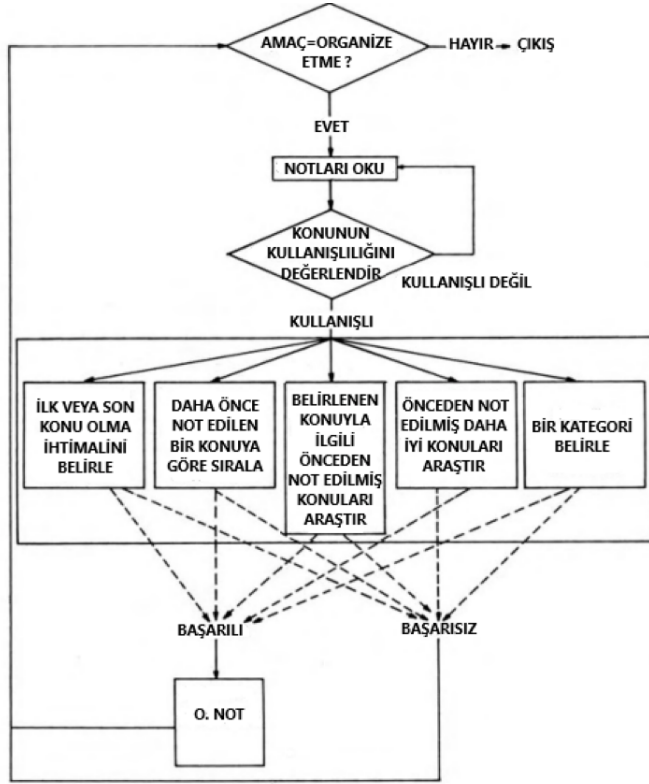 AMAÇ=ORGANIZE
ETME ?
HAYIR
ÇIKIŞ
EVET
NOTLARI OKU
KONUNUN
KULLANIŞLILIĞINI
DEĞERLENDİR
KULLANIŞLI DEĞİL
KULLANIŞLI
İLK VEYA SON
KONU OLMA
İHTİMALİNİ
BELİRLE
DAHA ÖNCE
NOT EDİLEN
BİR KONUYA
GÖRE SIRALA
BELİRLENEN
KONUYLA
İLGİLİ
ÖNCEDEN
NOT EDİLMİŞ
KONULARI
ARAŞTIR
ÖNCEDEN NOT
EDİLMİŞ DAHA
İYİ KONULARI
ARAŞTIR
BİR KATEGORİ
BELİRLE
BAŞARILI
BAŞARISIZ
O. NOT